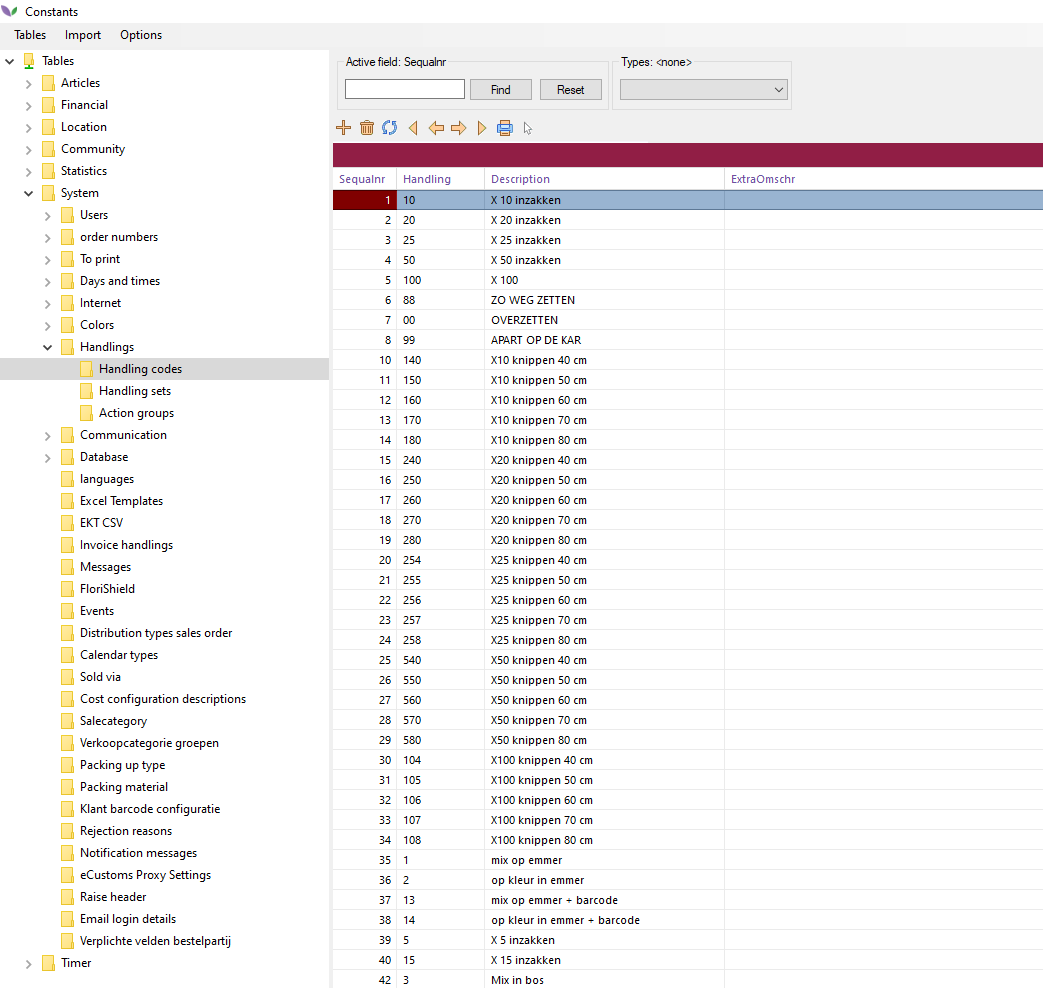 Constants
Tables Import Options
Tables
Articles
Financial
Location
Community
Statistics
System
Users
order numbers
To print
Days and times
Internet
Colors
Handlings
Handling codes
Handling sets
Action groups
Communication
Database
languages
Excel Templates
EKT CSV
Invoice handlings
Messages
FloriShield
Events
Distribution types sales order
Calendar types
Sold via
Cost configuration descriptions
Salecategory
Verkoopcategorie groepen
Packing up type
Packing material
Klant barcode configuratie
Rejection reasons
Notification messages
eCustoms Proxy Settings
Raise header
Email login details
Verplichte velden bestelpartij
Timer
Active field: Sequalnr
Find Reset
Types: <none>
Sequalnr Handling Description ExtraOmschr
1 10 X 10 inzakken
2 20 X 20 inzakken
3 25 X 25 inzakken
4 50 X 50 inzakken
5 100 X 100
6 88 ZO WEG ZETTEN
7 00 OVERZETTEN
8 99 APART OP DE KAR
10 140 X10 knippen 40 cm
11 150 X10 knippen 50 cm
12 160 X10 knippen 60 cm
13 170 X10 knippen 70 cm
14 180 X10 knippen 80 cm
15 240 X20 knippen 40 cm
16 250 X20 knippen 50 cm
17 260 X20 knippen 60 cm
18 270 X20 knippen 70 cm
19 280 X20 knippen 80 cm
20 254 X25 knippen 40 cm
21 255 X25 knippen 50 cm
22 256 X25 knippen 60 cm
23 257 X25 knippen 70 cm
24 258 X25 knippen 80 cm
25 540 X50 knippen 40 cm
26 550 X50 knippen 50 cm
27 560 X50 knippen 60 cm
28 570 X50 knippen 70 cm
29 580 X50 knippen 80 cm
30 104 X100 knippen 40 cm
31 105 X100 knippen 50 cm
32 106 X100 knippen 60 cm
33 107 X100 knippen 70 cm
34 108 X100 knippen 80 cm
35 1 mix op emmer
36 2 op kleur in emmer
37 13 mix op emmer + barcode
38 14 op kleur in emmer + barcode
39 5 X 5 inzakken
40 15 X 15 inzakken
42 3 Mix in bos